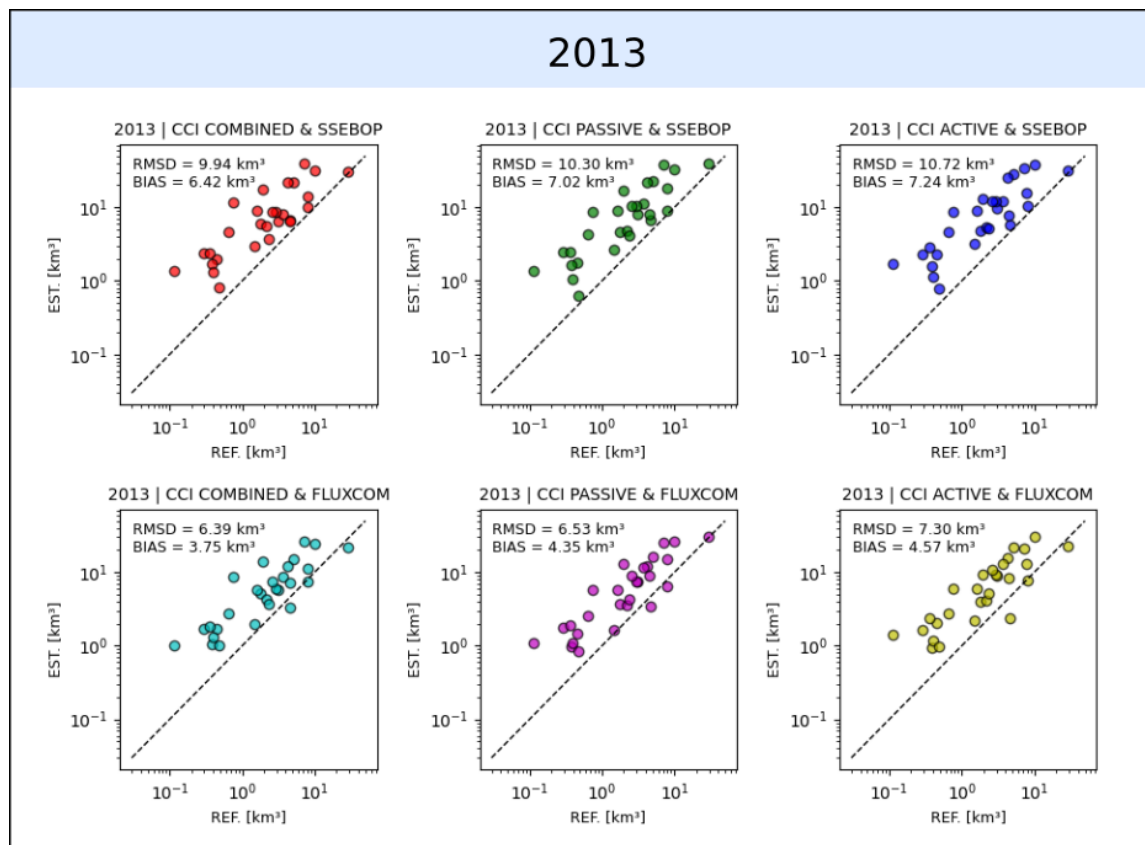 2013
2013 | CCI COMBINED & SSEBOP
RMSD = 9.94 km³
BIAS = 6.42 km³
EST. [km³]
10¹
10⁰
10⁻¹
10⁻¹ 10⁰ 10¹
REF. [km³]
2013 | CCI PASSIVE & SSEBOP
RMSD = 10.30 km³
BIAS = 7.02 km³
EST. [km³]
10¹
10⁰
10⁻¹
10⁻¹ 10⁰ 10¹
REF. [km³]
2013 | CCI ACTIVE & SSEBOP
RMSD = 10.72 km³
BIAS = 7.24 km³
EST. [km³]
10¹
10⁰
10⁻¹
10⁻¹ 10⁰ 10¹
REF. [km³]
2013 | CCI COMBINED & FLUXCOM
RMSD = 6.39 km³
BIAS = 3.75 km³
EST. [km³]
10¹
10⁰
10⁻¹
10⁻¹ 10⁰ 10¹
REF. [km³]
2013 | CCI PASSIVE & FLUXCOM
RMSD = 6.53 km³
BIAS = 4.35 km³
EST. [km³]
10¹
10⁰
10⁻¹
10⁻¹ 10⁰ 10¹
REF. [km³]
2013 | CCI ACTIVE & FLUXCOM
RMSD = 7.30 km³
BIAS = 4.57 km³
EST. [km³]
10¹
10⁰
10⁻¹
10⁻¹ 10⁰ 10¹
REF. [km³]